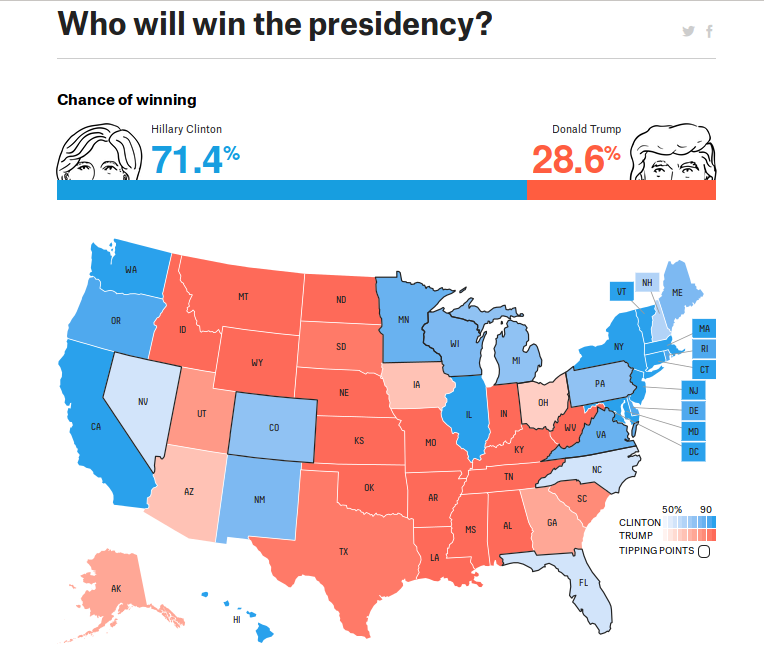 Who will win the presidency?
Chance of winning
Hillary Clinton
71.4%
Donald Trump
28.6%
WA
MT
ND
MN
VT
NH
ME
OR
ID
SD
WI
MI
NY
MA
RI
CT
WY
IA
PA
NV
UT
NE
OH
NJ
DE
MD
DC
CA
CO
KS
MO
IL
IN
WV
VA
KY
NC
AZ
NM
OK
AR
TN
SC
MS
AL
GA
TX
LA
FL
AK
HI
50% 90
CLINTON
TRUMP
TIPPING POINTS